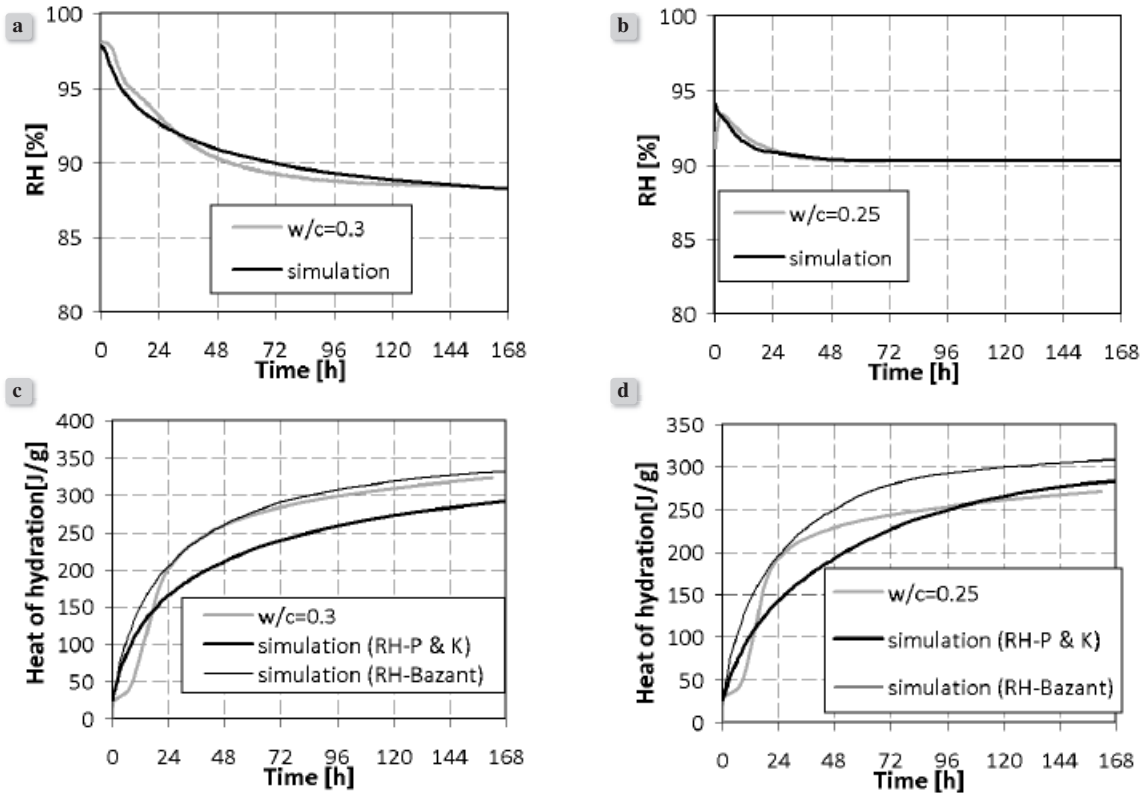 a
RH [%]
100
95
90
85
80
w/c=0.3
simulation
0 24 48 72 96 120 144 168
Time [h]
b
RH [%]
100
95
90
85
80
w/c=0.25
simulation
0 24 48 72 96 120 144 168
Time [h]
c
Heat of hydration[J/g]
400
350
300
250
200
150
100
50
0
w/c=0.3
simulation (RH-P & K)
simulation (RH-Bazant)
0 24 48 72 96 120 144 168
Time [h]
d
Heat of hydration[J/g]
350
300
250
200
150
100
50
0
w/c=0.25
simulation (RH-P & K)
simulation (RH-Bazant)
0 24 48 72 96 120 144 168
Time [h]